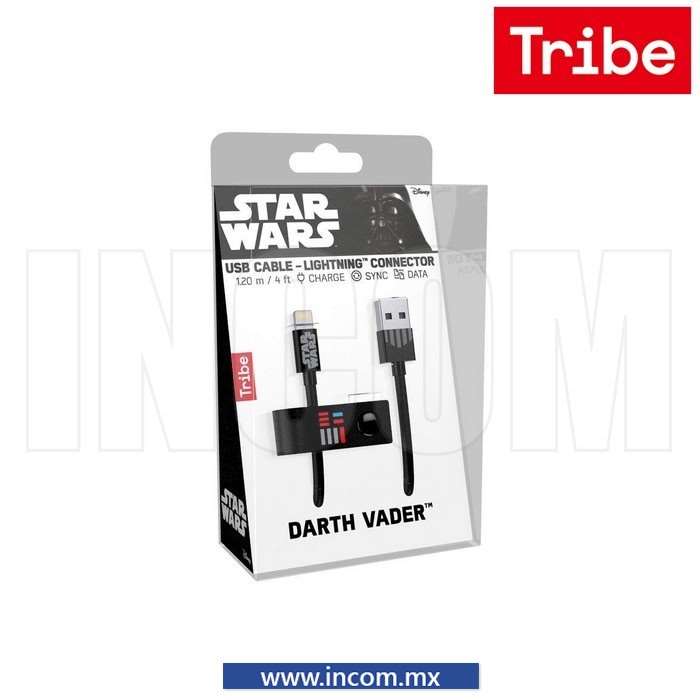 Tribe
Disney
STAR
WARS
USB CABLE – LIGHTNING™ CONNECTOR
1.20 m / 4 ft CHARGE SYNC DATA
STAR
WARS
Tribe
DARTH VADER™
STAR
WARS
INCOM
www.incom.mx